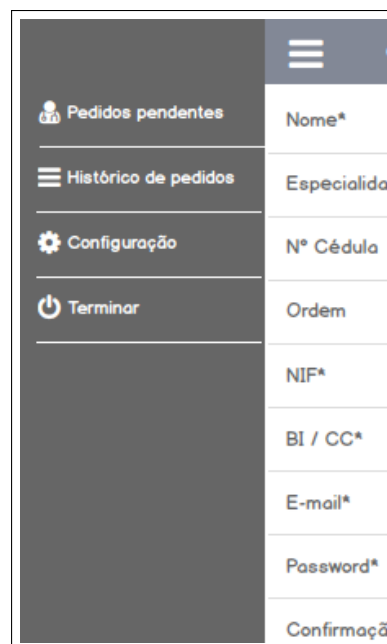 Pedidos pendentes
Histórico de pedidos
Configuração
Terminar
Nome*
Especialida
Nº Cédula
Ordem
NIF*
BI / CC*
E-mail*
Password*
Confirmaçã